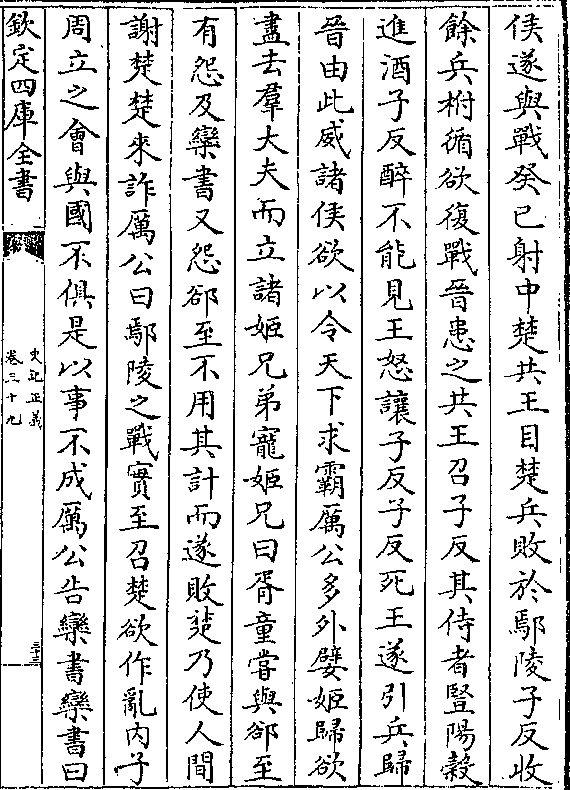 侯遂與戰癸巳射中楚共王目楚兵敗於鄢陵子反收
餘兵柎循欲復戰晉患之共王召子反其侍者豎陽榖
進酒子反醉不能見王怒讓子反子反死王遂引兵歸
晉由此威諸侯欲以令天下求霸厲公多外嬖姬歸欲
盡去羣大夫而立諸姬兄弟寵姬兄曰胥童嘗與郤至
有怨及欒書又怨郤至不用其計而遂敗楚乃使人間
謝楚楚來詐厲公曰鄢陵之戰實至召楚欲作亂内子
周立之會與國不俱是以事不成厲公告欒書欒書曰
欽定四庫全書
史記正義
卷三十九
三十三